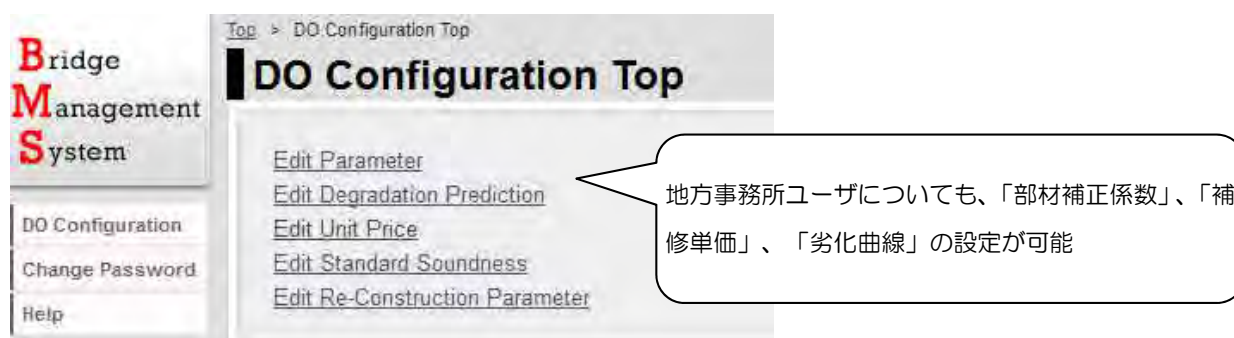 Top > DO Configuration Top
Bridge
Management
System
DO Configuration Top
Edit Parameter
Edit Degradation Prediction
Edit Unit Price
Edit Standard Soundness
Edit Re-Construction Parameter
DO Configuration
Change Password
Help
地方事務所ユーザについても、「部材補正係数」、「補
修単価」、「劣化曲線」の設定が可能